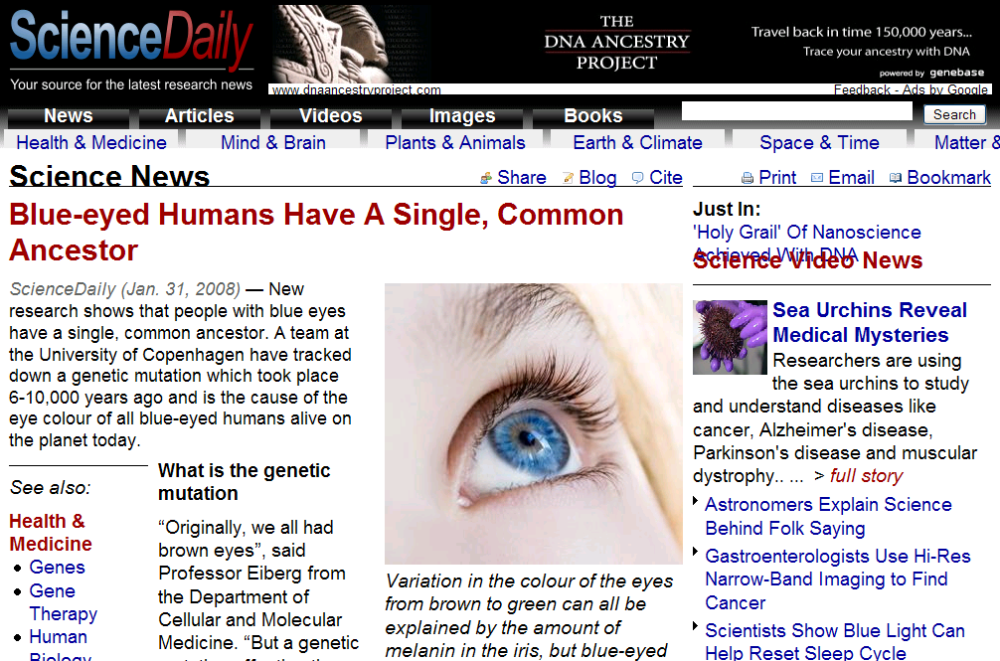 ScienceDaily
Your source for the latest research news
THE
DNA ANCESTRY
PROJECT
Travel back in time 150,000 years...
Trace your ancestry with DNA
powered by genebase
www.dnaancestryproject.com
Feedback - Ads by Google
News Articles Videos Images Books
Search
Health & Medicine Mind & Brain Plants & Animals Earth & Climate Space & Time Matter &
Science News
Share Blog Cite
Print Email Bookmark
Blue-eyed Humans Have A Single, Common
Ancestor
ScienceDaily (Jan. 31, 2008) — New
research shows that people with blue eyes
have a single, common ancestor. A team at
the University of Copenhagen have tracked
down a genetic mutation which took place
6-10,000 years ago and is the cause of the
eye colour of all blue-eyed humans alive on
the planet today.
See also:
Health &
Medicine
Genes
Gene
Therapy
Human
Biology
What is the genetic
mutation
“Originally, we all had
brown eyes”, said
Professor Eiberg from
the Department of
Cellular and Molecular
Medicine. “But a genetic
Variation in the colour of the eyes
from brown to green can all be
explained by the amount of
melanin in the iris, but blue-eyed
Just In:
'Holy Grail' Of Nanoscience
Achieved With DNA
Science Video News
Sea Urchins Reveal
Medical Mysteries
Researchers are using
the sea urchins to study
and understand diseases like
cancer, Alzheimer's disease,
Parkinson's disease and muscular
dystrophy.. ... > full story
Astronomers Explain Science
Behind Folk Saying
Gastroenterologists Use Hi-Res
Narrow-Band Imaging to Find
Cancer
Scientists Show Blue Light Can
Help Reset Sleep Cycle